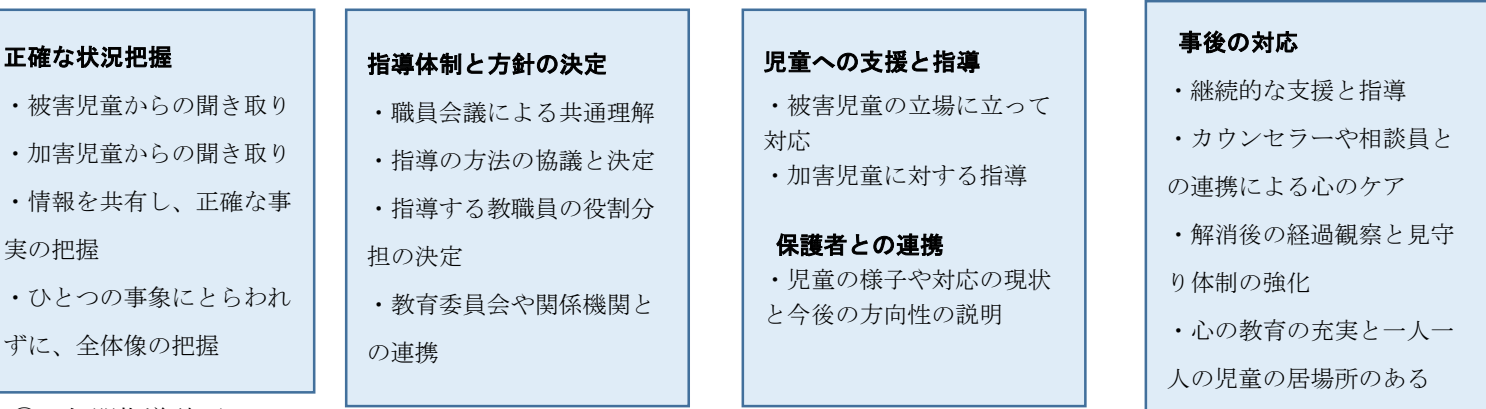 正確な状況把握
・被害児童からの聞き取り
・加害児童からの聞き取り
・情報を共有し、正確な事
実の把握
・ひとつの事象にとらわれ
ずに、全体像の把握
指導体制と方針の決定
・職員会議による共通理解
・指導の方法の協議と決定
・指導する教職員の役割分
担の決定
・教育委員会や関係機関と
の連携
児童への支援と指導
・被害児童の立場に立って
対応
・加害児童に対する指導
保護者との連携
・児童の様子や対応の現状
と今後の方向性の説明
事後の対応
・継続的な支援と指導
・カウンセラーや相談員と
の連携による心のケア
・解消後の経過観察と見守
り体制の強化
・心の教育の充実と一人一
人の児童の居場所のある